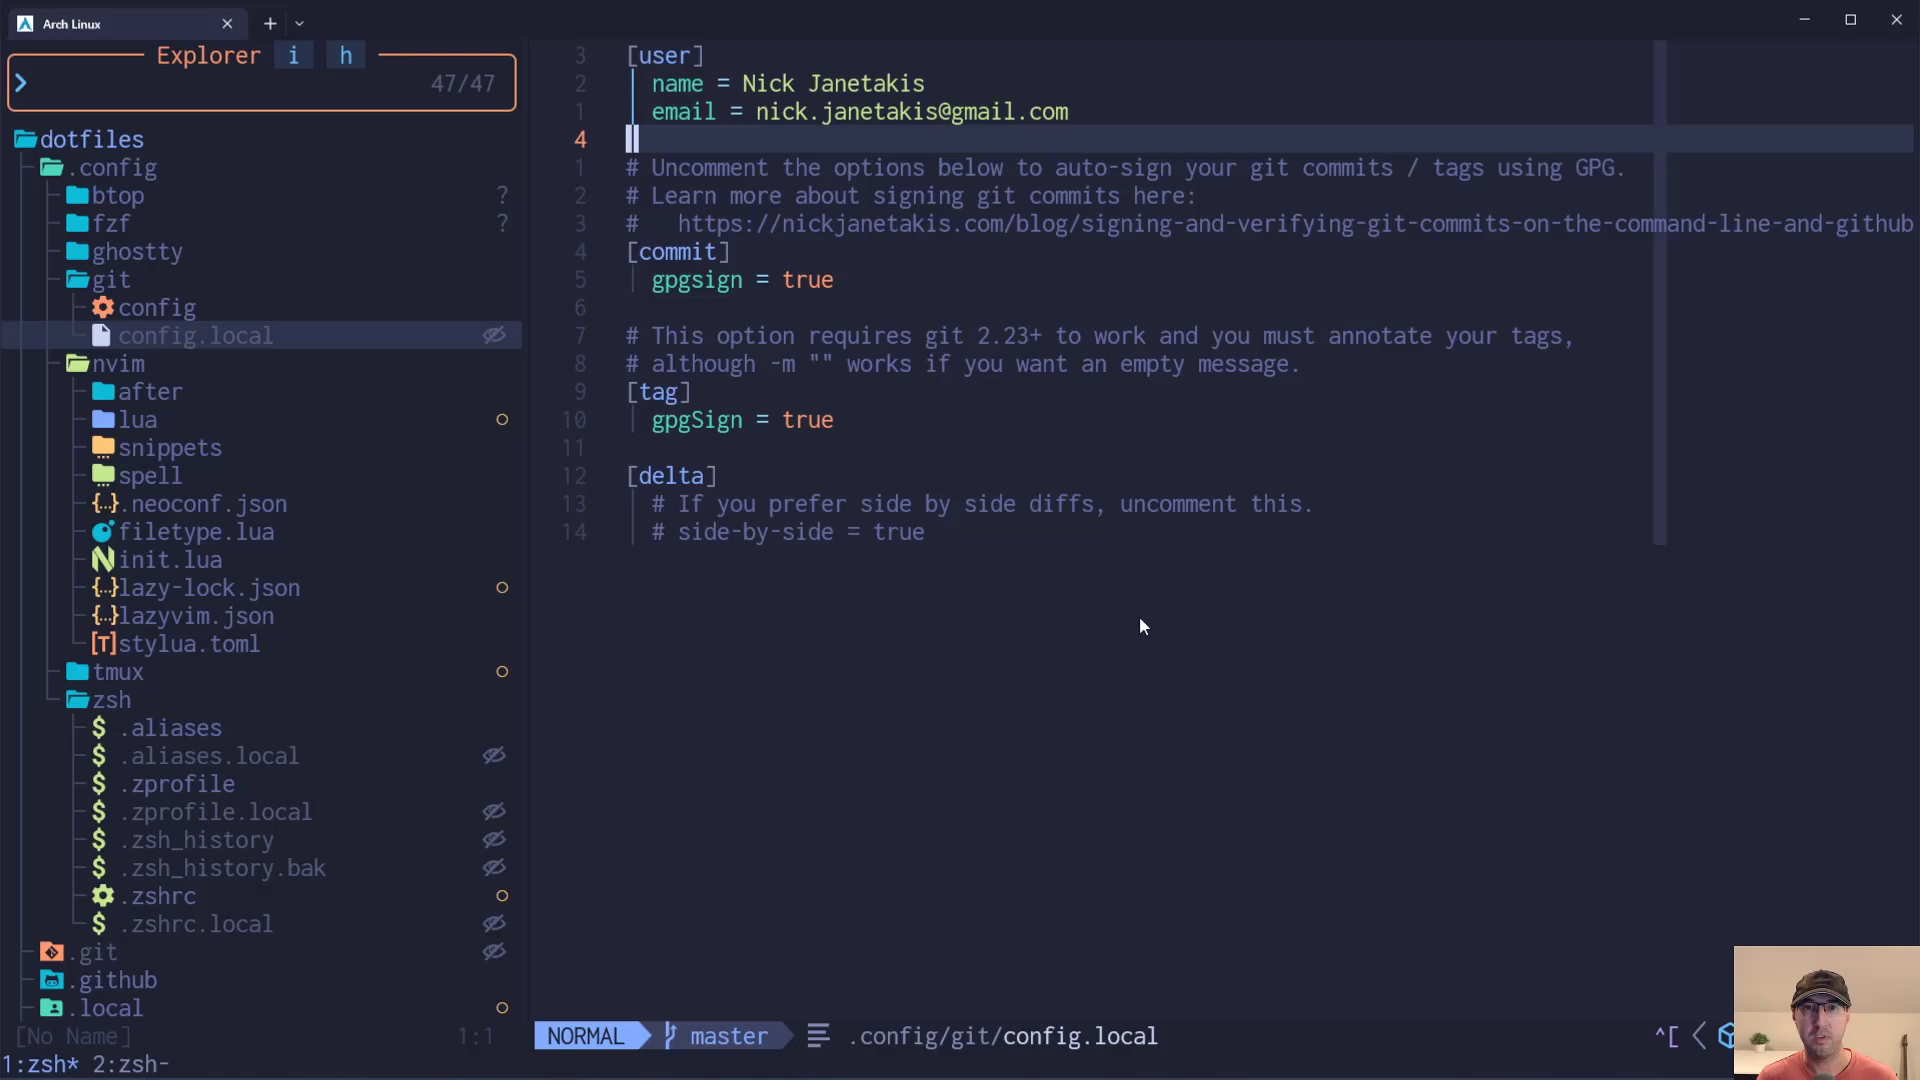 Arch Linux
Explorer i h
47/47
dotfiles
.config
btop ?
fzf ?
ghostty
git
config
config.local
nvim
after
lua
snippets
spell
.neoconf.json
filetype.lua
init.lua
lazy-lock.json
lazyvim.json
stylua.toml
tmux
zsh
.aliases
.aliases.local
.zprofile
.zprofile.local
.zsh_history
.zsh_history.bak
.zshrc
.zshrc.local
.git
.github
.local
[No Name] 1:1
3 [user]
2 name = Nick Janetakis
1 email = nick.janetakis@gmail.com
4
1 # Uncomment the options below to auto-sign your git commits / tags using GPG.
2 # Learn more about signing git commits here:
3 #   https://nickjanetakis.com/blog/signing-and-verifying-git-commits-on-the-command-line-and-github
4 [commit]
5 gpgsign = true
6
7 # This option requires git 2.23+ to work and you must annotate your tags,
8 # although -m "" works if you want an empty message.
9 [tag]
10 gpgSign = true
11
12 [delta]
13 # If you prefer side by side diffs, uncomment this.
14 # side-by-side = true
NORMAL master .config/git/config.local ^[
1:zsh* 2:zsh-